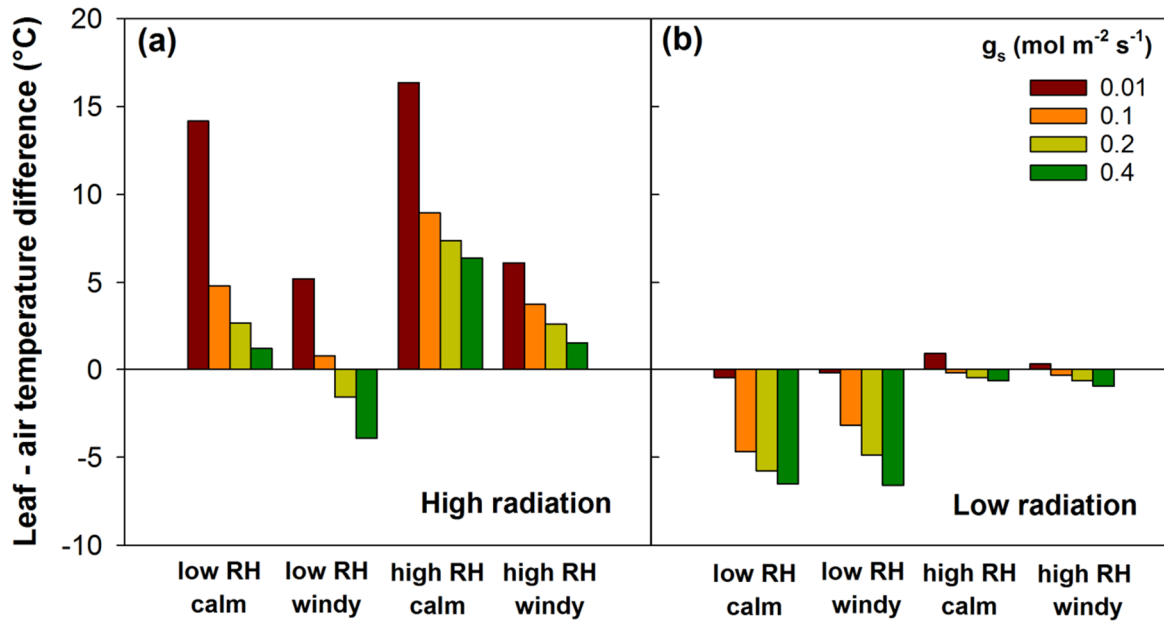 Leaf - air temperature difference (°C)
20
15
10
5
0
-5
-10
(a)
High radiation
low RH calm
low RH windy
high RH calm
high RH windy
(b)
gₛ (mol m⁻² s⁻¹)
0.01
0.1
0.2
0.4
Low radiation
low RH calm
low RH windy
high RH calm
high RH windy